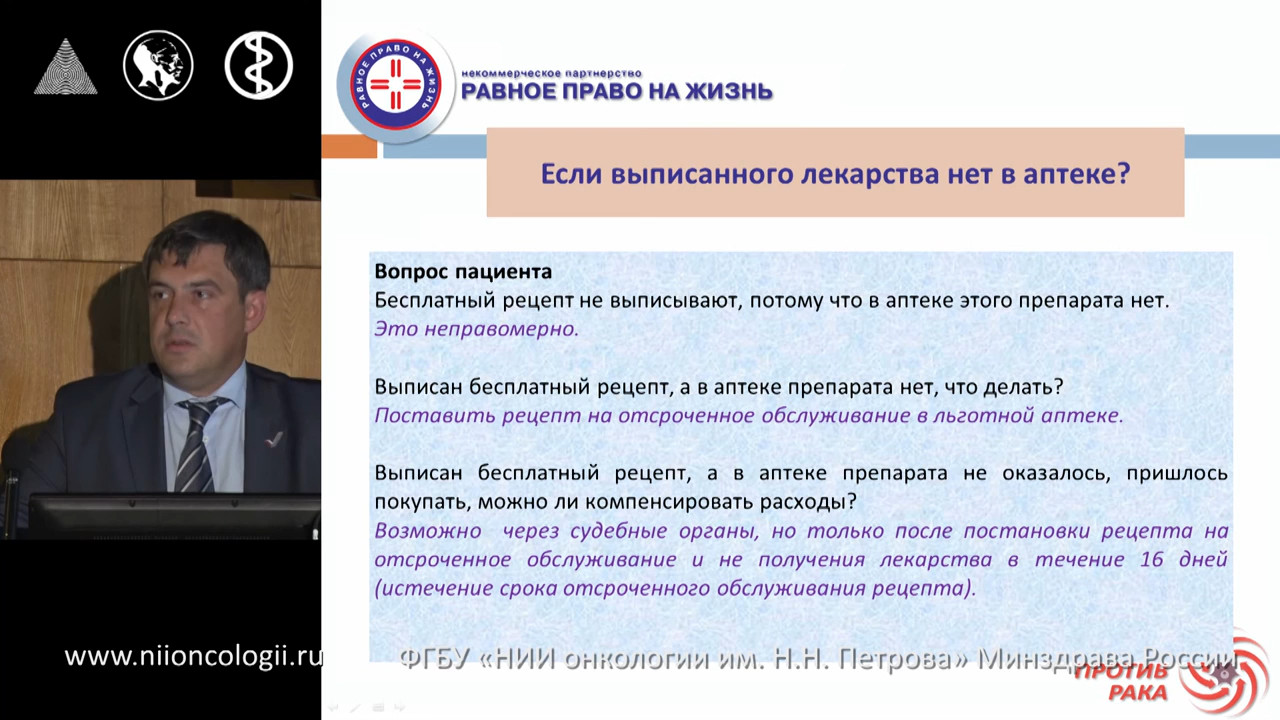 РАВНОЕ ПРАВО НА ЖИЗНЬ
некоммерческое партнерство
РАВНОЕ ПРАВО НА ЖИЗНЬ
Если выписанного лекарства нет в аптеке?
Вопрос пациента
Бесплатный рецепт не выписывают, потому что в аптеке этого препарата нет.
Это неправомерно.
Выписан бесплатный рецепт, а в аптеке препарата нет, что делать?
Поставить рецепт на отсроченное обслуживание в льготной аптеке.
Выписан бесплатный рецепт, а в аптеке препарата не оказалось, пришлось
покупать, можно ли компенсировать расходы?
Возможно через судебные органы, но только после постановки рецепта на
отсроченное обслуживание и не получения лекарства в течение 16 дней
(истечение срока отсроченного обслуживания рецепта).
www.niioncologii.ru
ФГБУ «НИИ онкологии им. Н.Н. Петрова» Минздрава России
ПРОТИВ
РАКА